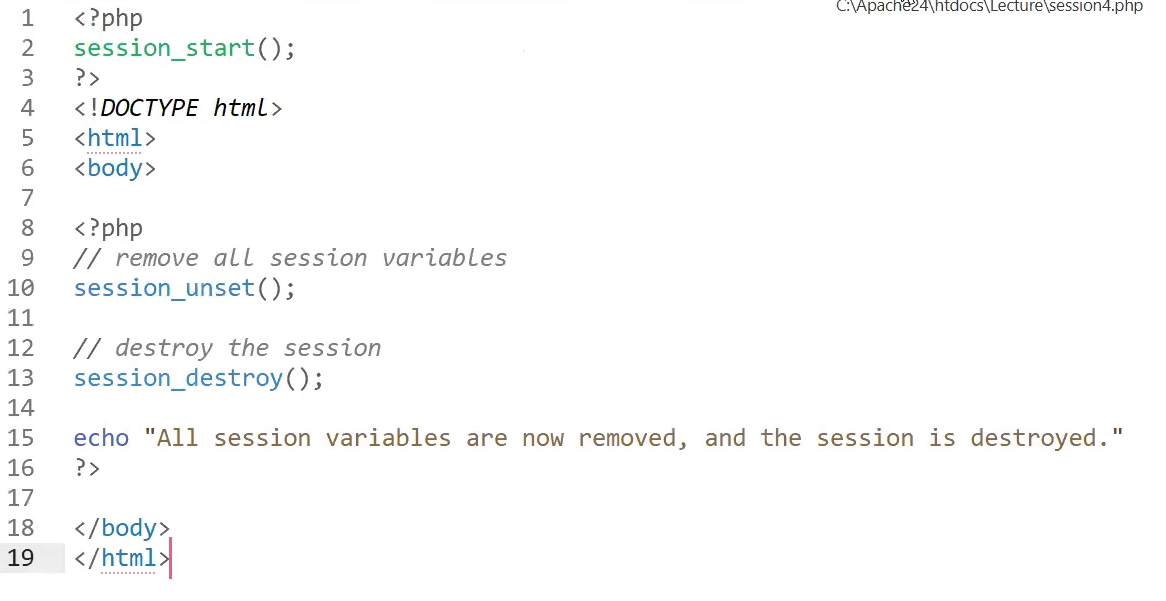 C:\Apache24\htdocs\Lecture\session4.php
1 <?php
2 session_start();
3 ?>
4 <!DOCTYPE html>
5 <html>
6 <body>
7
8 <?php
9 // remove all session variables
10 session_unset();
11
12 // destroy the session
13 session_destroy();
14
15 echo "All session variables are now removed, and the session is destroyed."
16 ?>
17
18 </body>
19 </html>